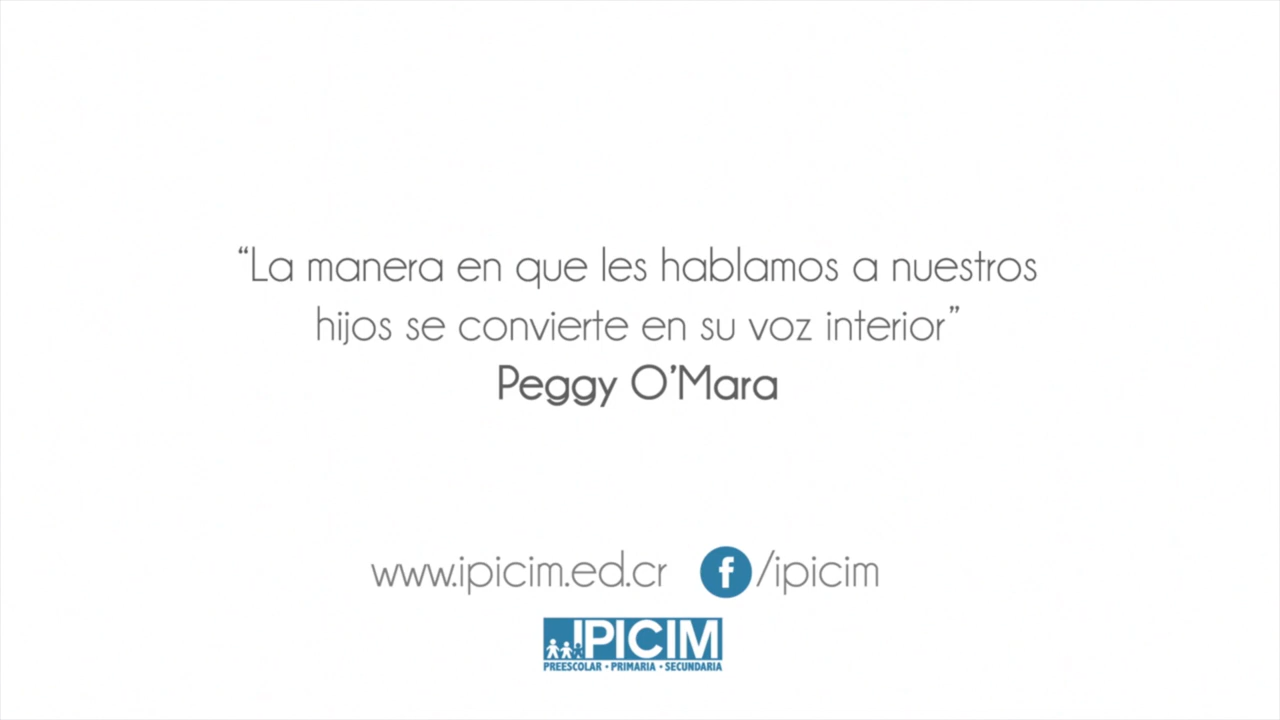 “La manera en que les hablamos a nuestros
hijos se convierte en su voz interior”
Peggy O’Mara
www.ipicim.ed.cr /ipicim
IPICIM
PREESCOLAR • PRIMARIA • SECUNDARIA